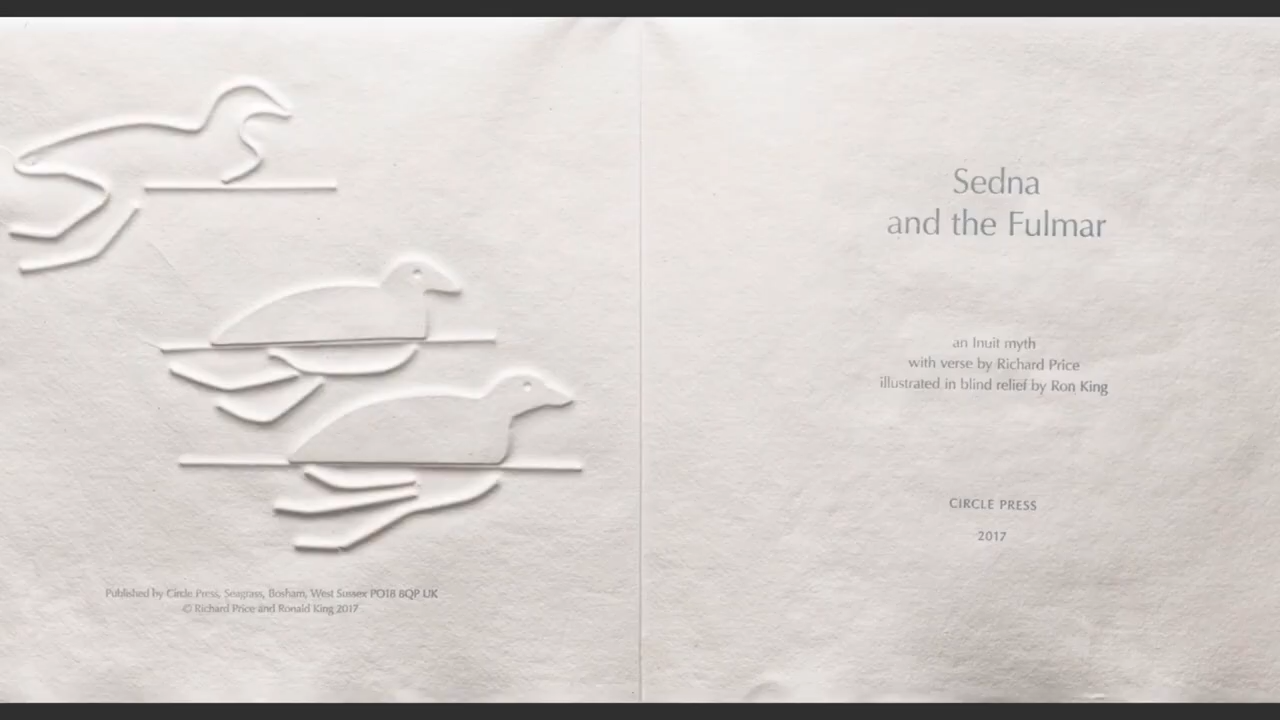 Published by Circle Press, Seagrass, Bosham, West Sussex PO18 8QP UK
© Richard Price and Ronald King 2017
Sedna
and the Fulmar
an Inuit myth
with verse by Richard Price
illustrated in blind relief by Ron King
CIRCLE PRESS
2017